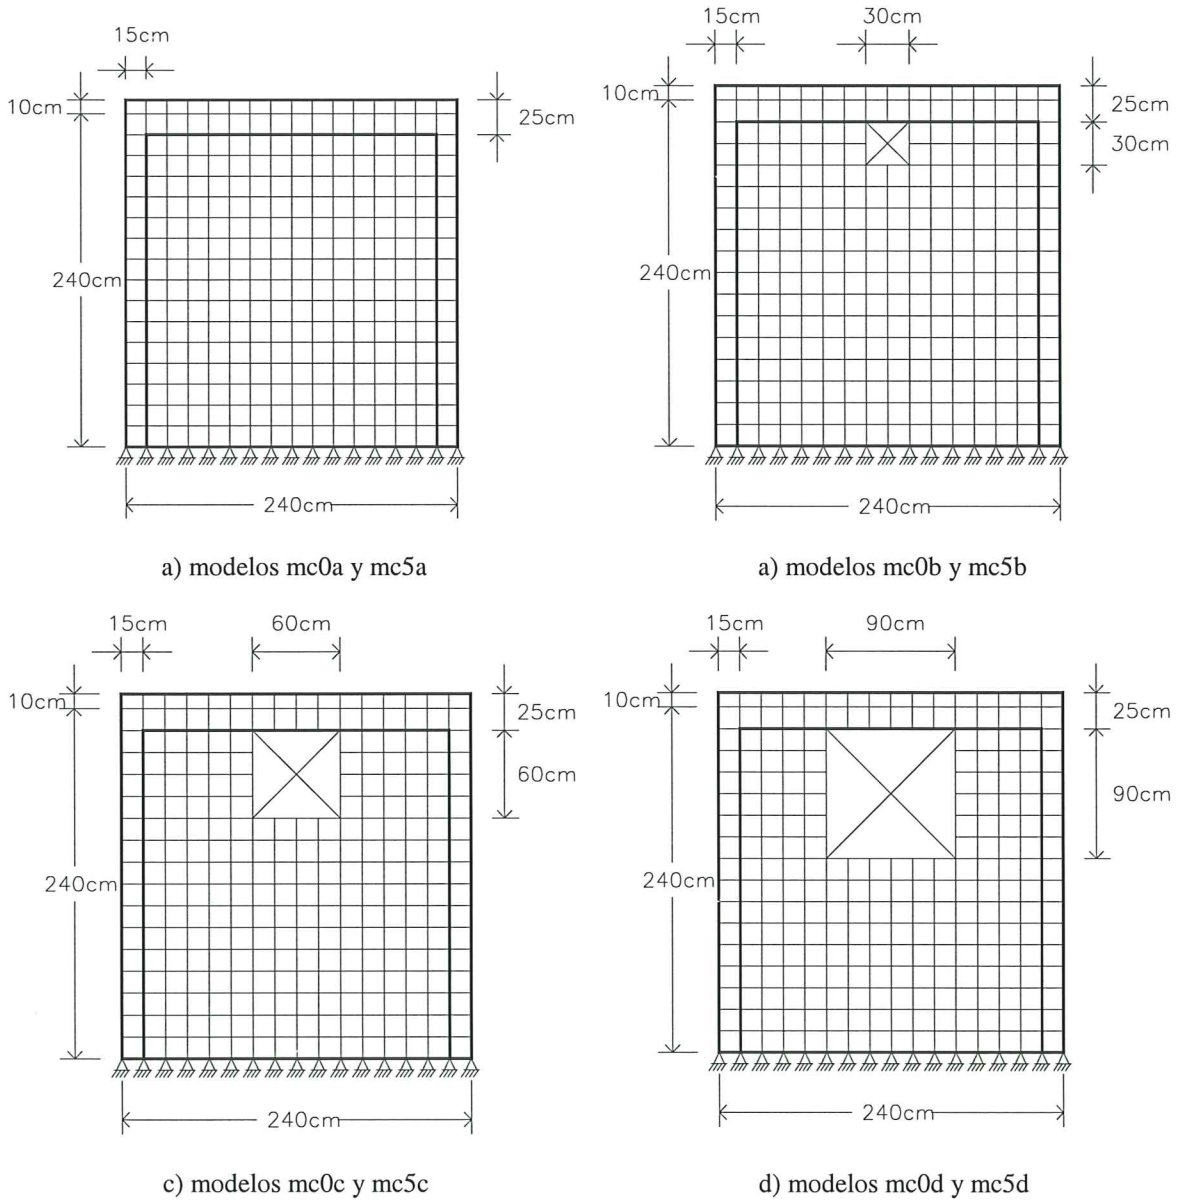 15cm
10cm
25cm
240cm
240cm
a) modelos mc0a y mc5a
15cm
30cm
10cm
25cm
30cm
240cm
240cm
a) modelos mc0b y mc5b
15cm
60cm
10cm
25cm
60cm
240cm
240cm
c) modelos mc0c y mc5c
15cm
90cm
10cm
25cm
90cm
240cm
240cm
d) modelos mc0d y mc5d